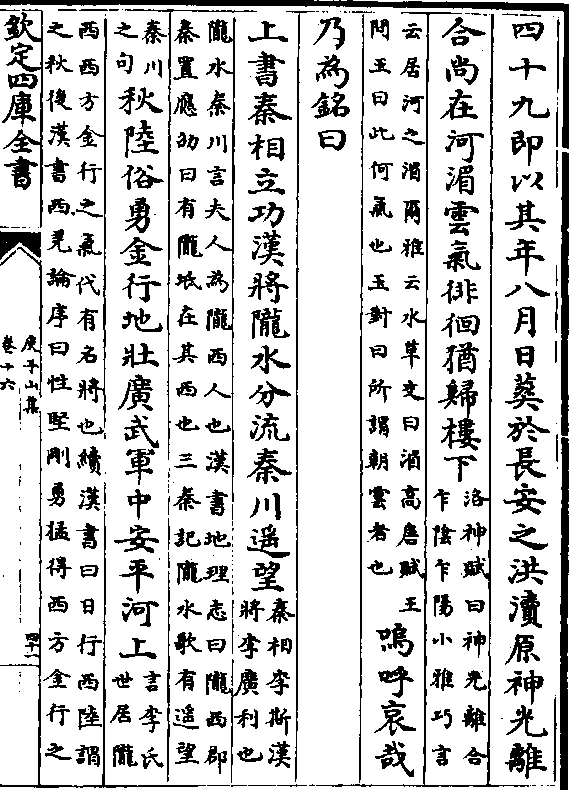 四十九即以其年八月日葬於長安之洪瀆原神光離
合尚在河湄雲氣徘徊猶歸樓下洛神賦曰神光離合
乍陰乍陽小雅巧言
云居河之湄爾雅云水草交曰湄高唐賦王
問玉曰此何氣也玉對曰所謂朝雲者也嗚呼哀哉
乃為銘曰
上書秦相立功漢將隴水分流秦川遥望秦相李斯漢
將李廣利也
隴水秦川言夫人為隴西人也漢書地理志曰隴西郡
秦置應劭曰有隴坻在其西也三秦記隴水歌有遥望
秦川
之句秋陸俗勇金行地壯廣武軍中安平河上言李氏
世居隴
西西方金行之氣代有名將也續漢書曰日行西陸謂
之秋後漢書西羌論序曰性堅剛勇猛得西方金行之
欽定四庫全書
庾子山集
卷十六
四十一